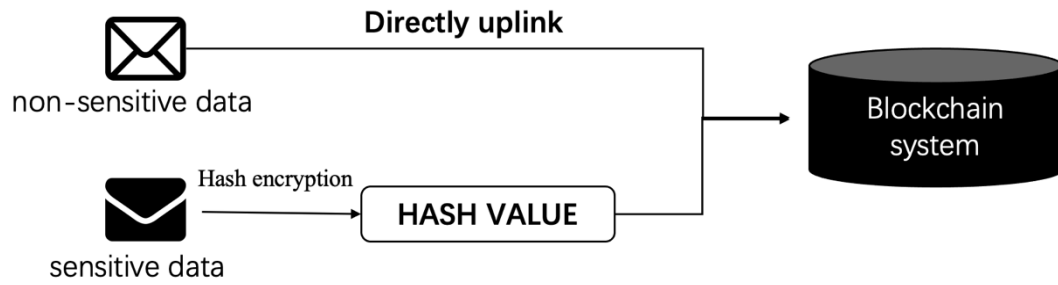 Directly uplink
non-sensitive data
Blockchain
system
Hash encryption
HASH VALUE
sensitive data